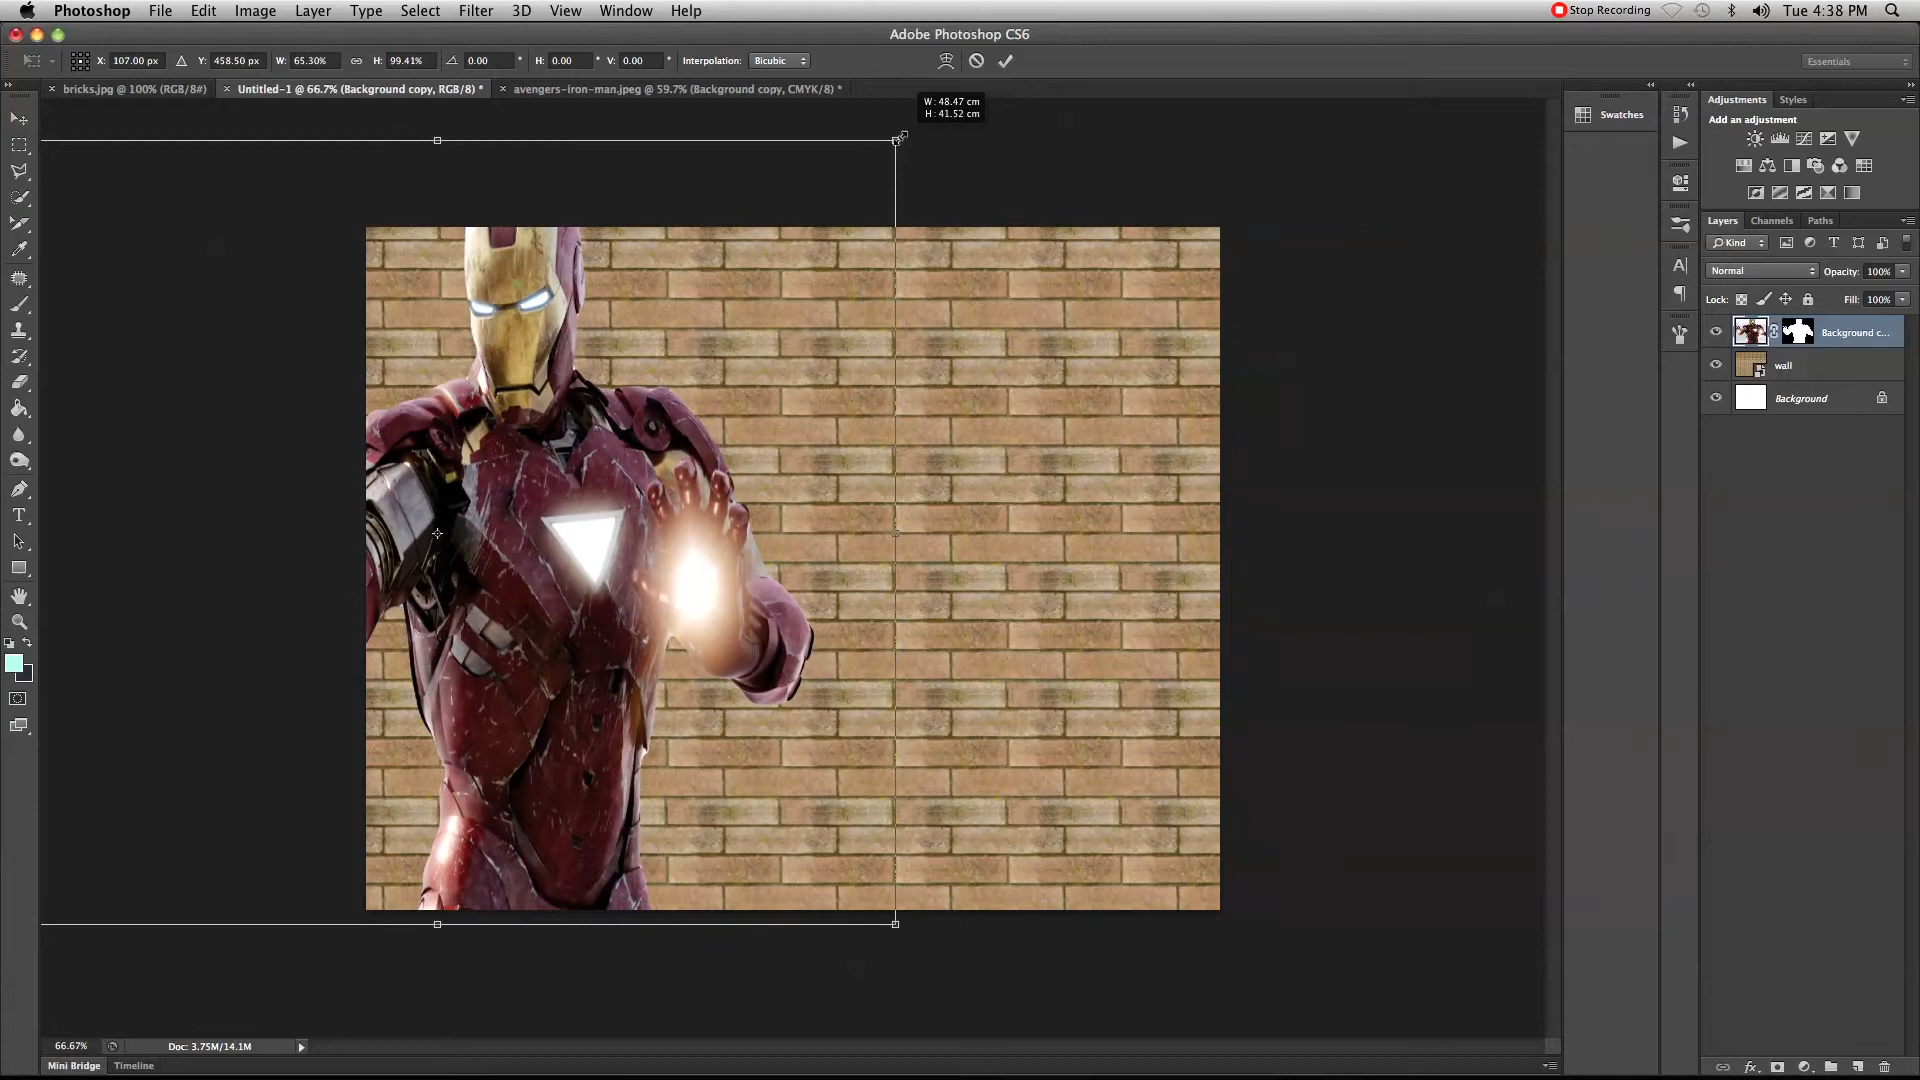 Photoshop File Edit Image Layer Type Select Filter 3D View Window Help Stop Recording Tue 4:38 PM
Adobe Photoshop CS6
X: 107.00 px Y: 458.50 px W: 65.30% H: 99.41% 0.00 ° H: 0.00 ° V: 0.00 ° Interpolation: Bicubic Essentials
bricks.jpg @ 100% (RGB/8#) Untitled-1 @ 66.7% (Background copy, RGB/8) * avengers-iron-man.jpeg @ 59.7% (Background copy, CMYK/8) *
W: 48.47 cm
H: 41.52 cm
Swatches
Adjustments Styles
Add an adjustment
Layers Channels Paths
Kind
Normal Opacity: 100%
Lock: Fill: 100%
Background c...
wall
Background
66.67% Doc: 3.75M/14.1M
Mini Bridge Timeline